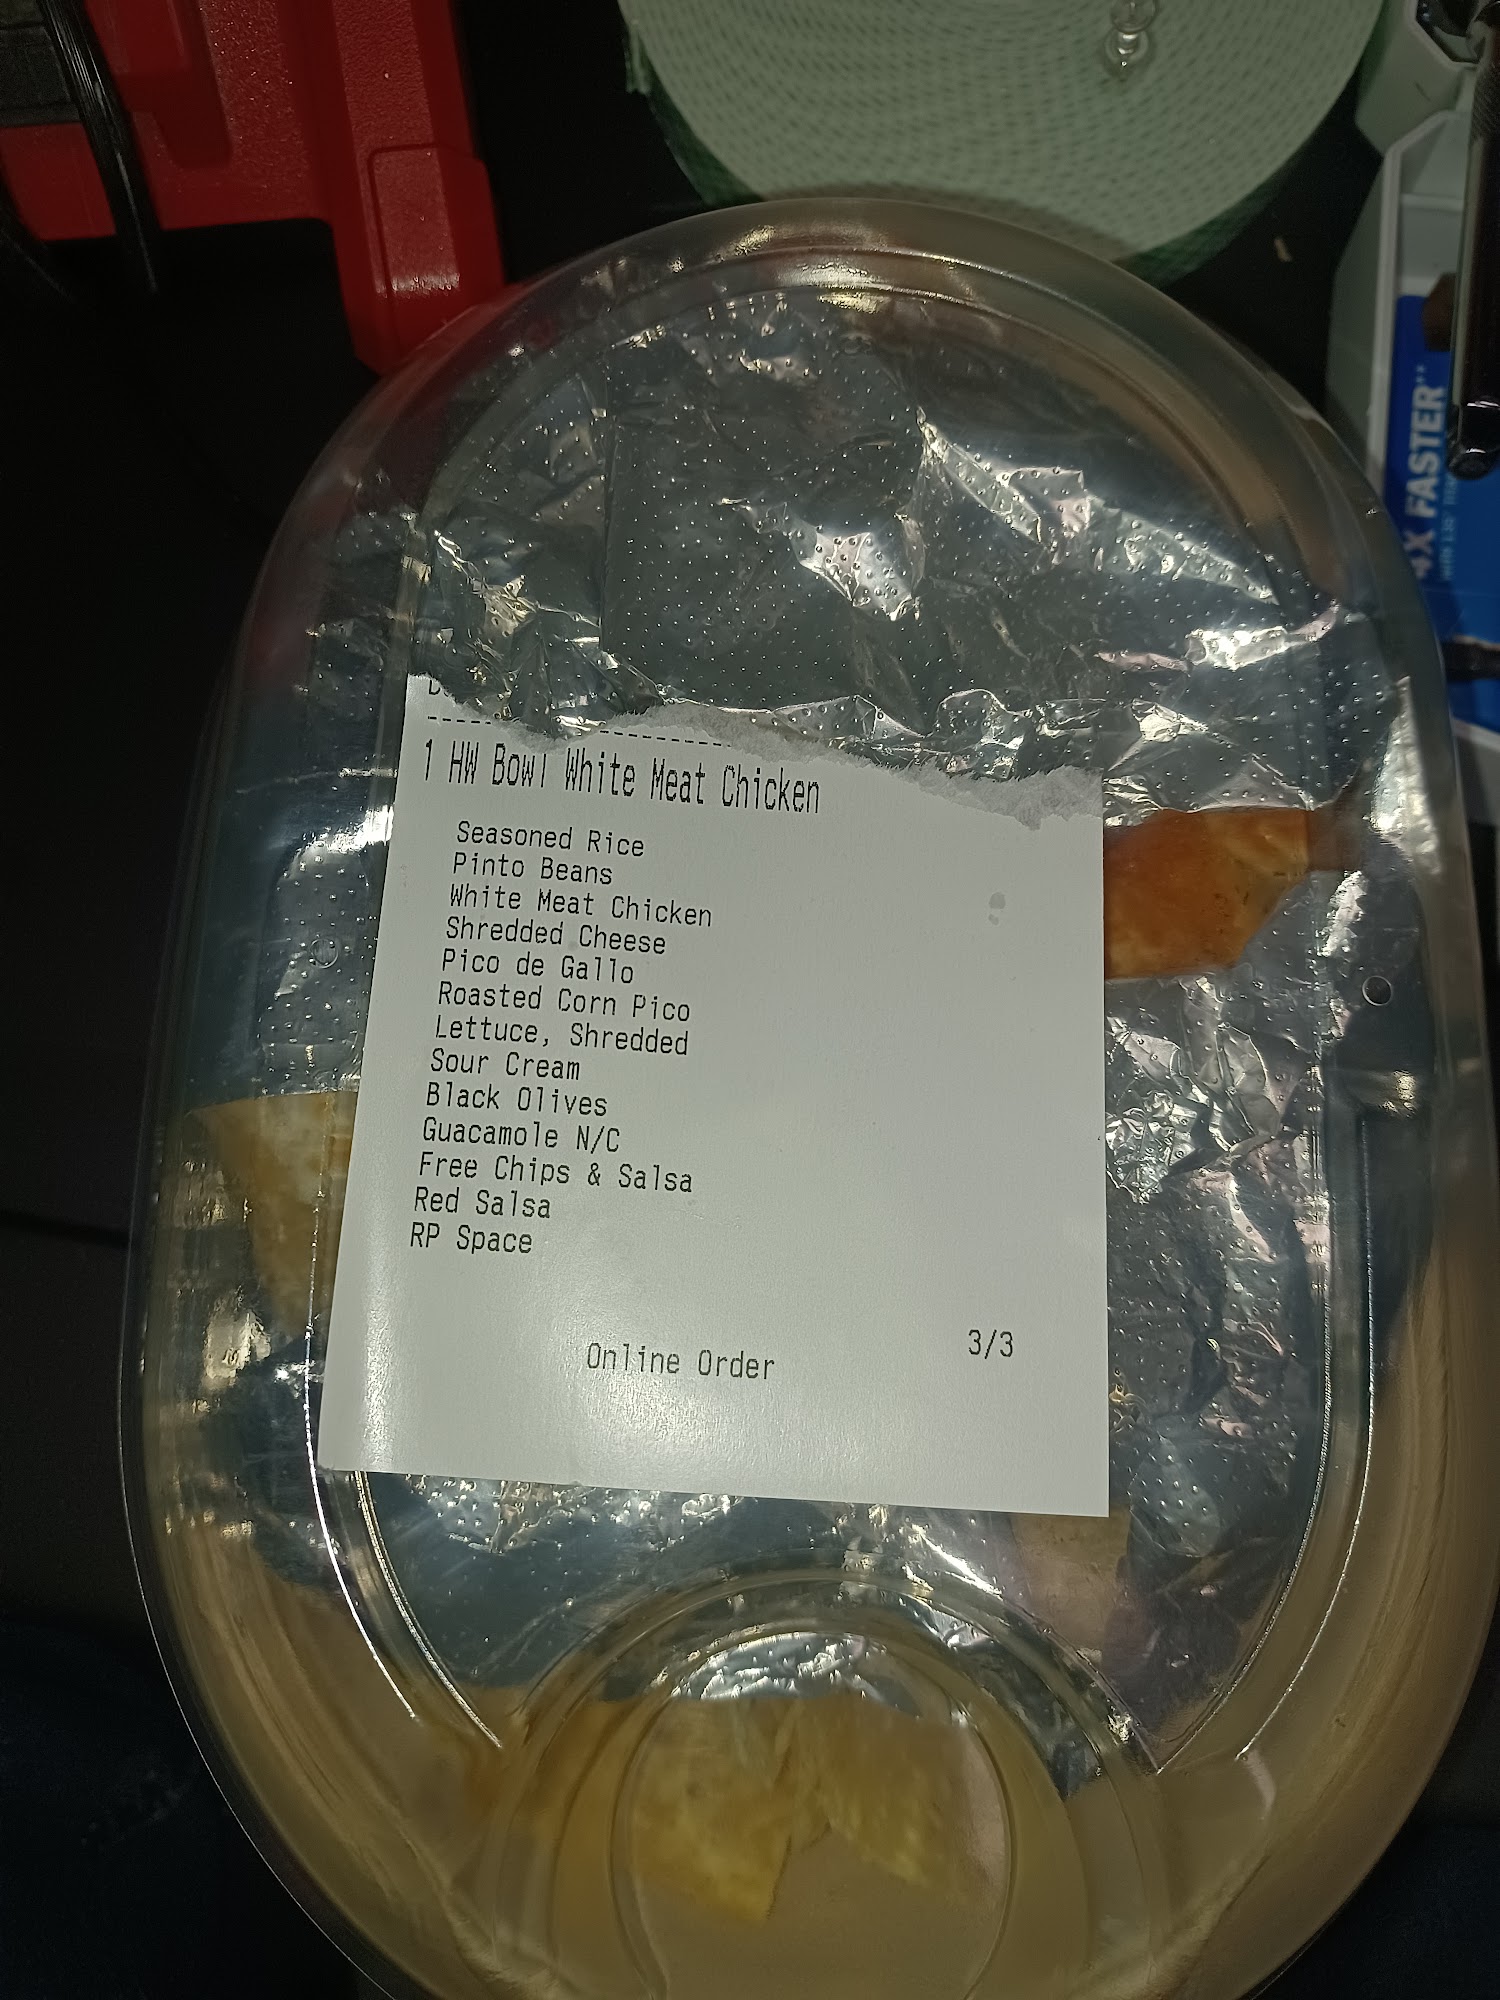 1 HW Bowl White Meat Chicken
Seasoned Rice
Pinto Beans
White Meat Chicken
Shredded Cheese
Pico de Gallo
Roasted Corn Pico
Lettuce, Shredded
Sour Cream
Black Olives
Guacamole N/C
Free Chips & Salsa
Red Salsa
RP Space
3/3
Online Order
4X FASTER**